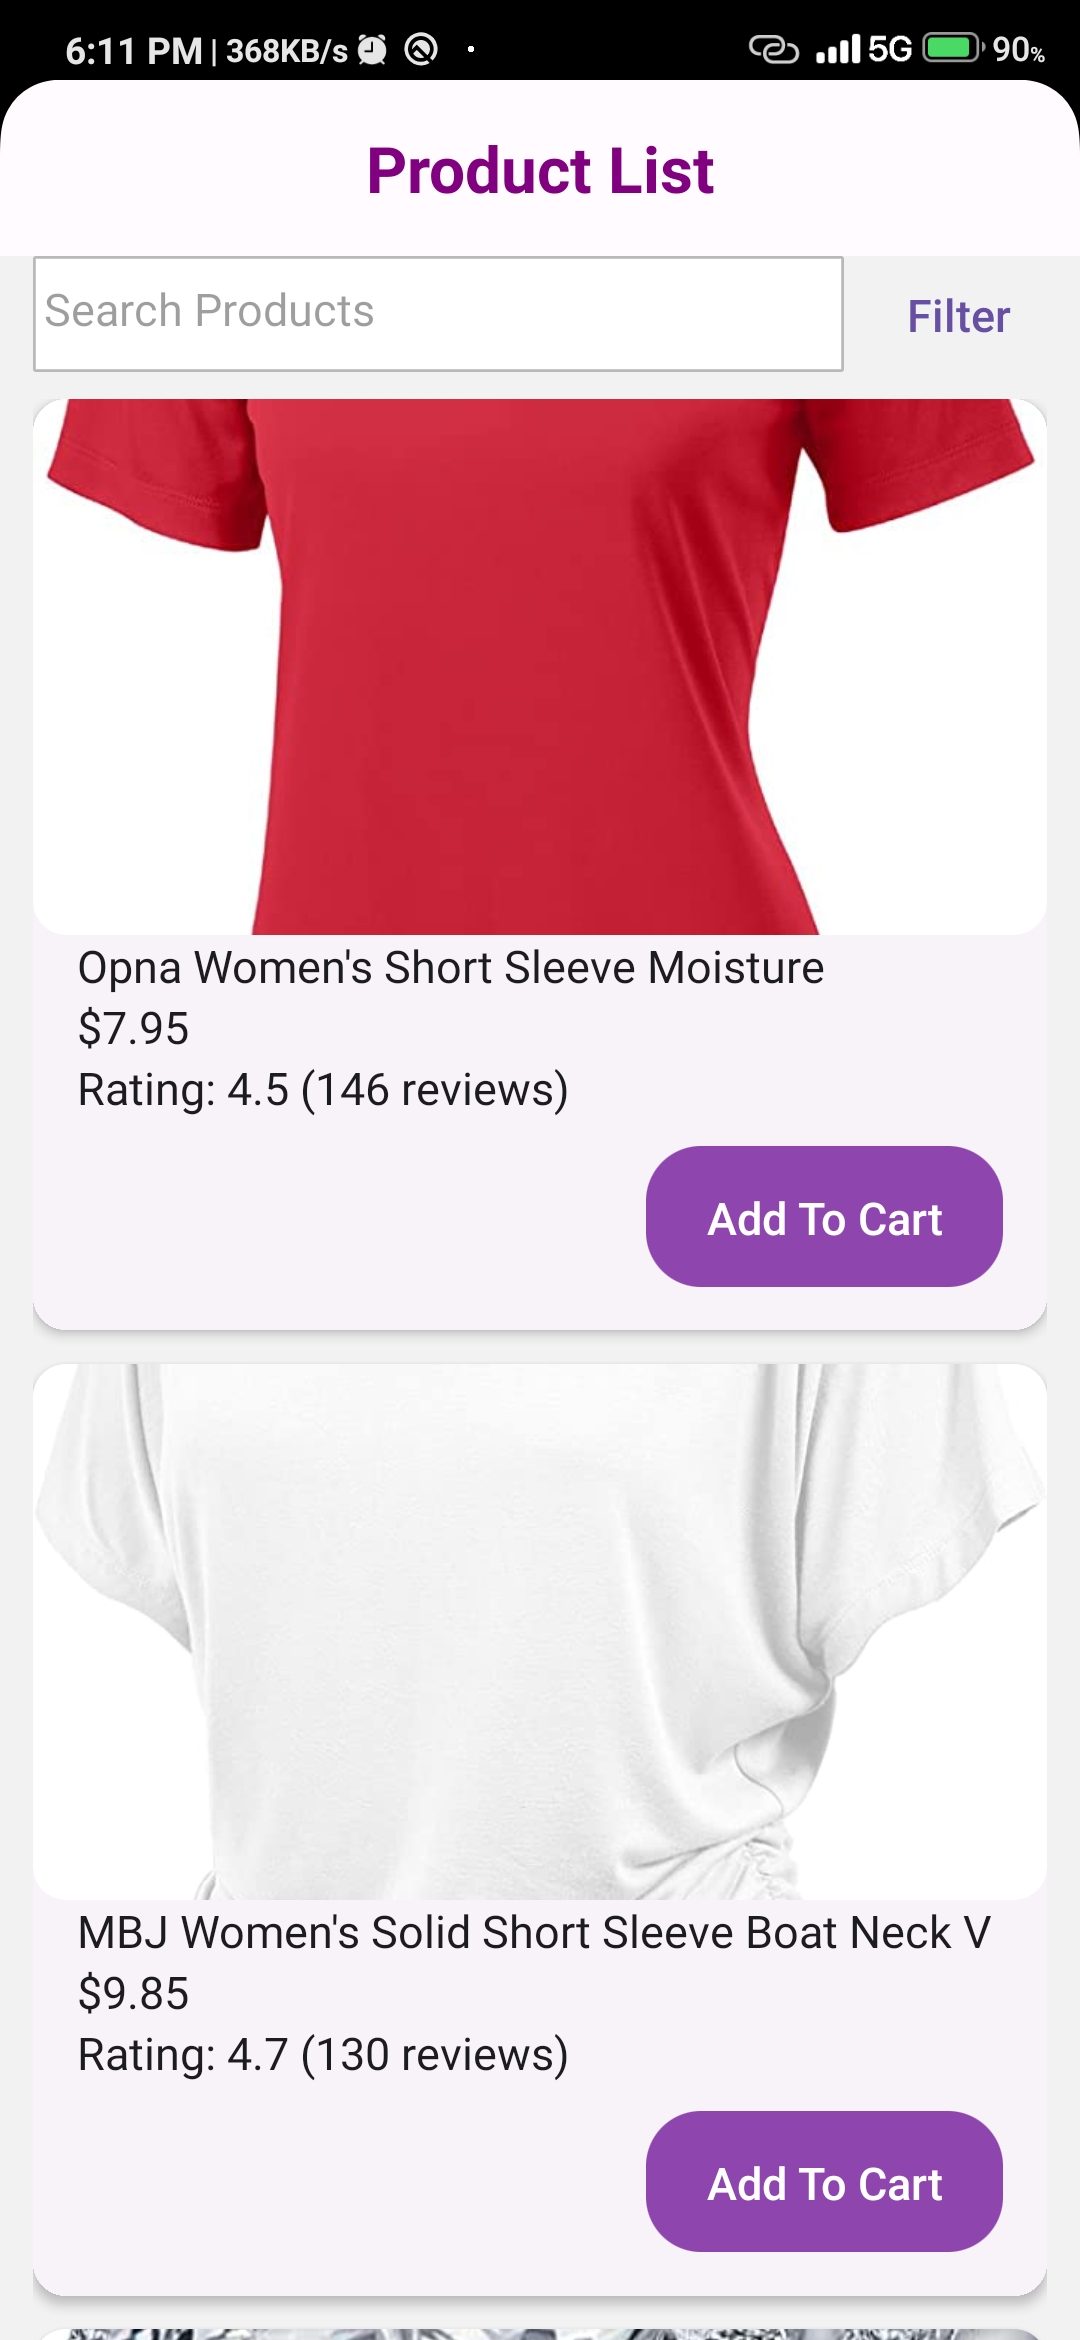 6:11 PM | 368KB/s 5G 90%
Product List
Search Products
Filter
Opna Women's Short Sleeve Moisture
$7.95
Rating: 4.5 (146 reviews)
Add To Cart
MBJ Women's Solid Short Sleeve Boat Neck V
$9.85
Rating: 4.7 (130 reviews)
Add To Cart